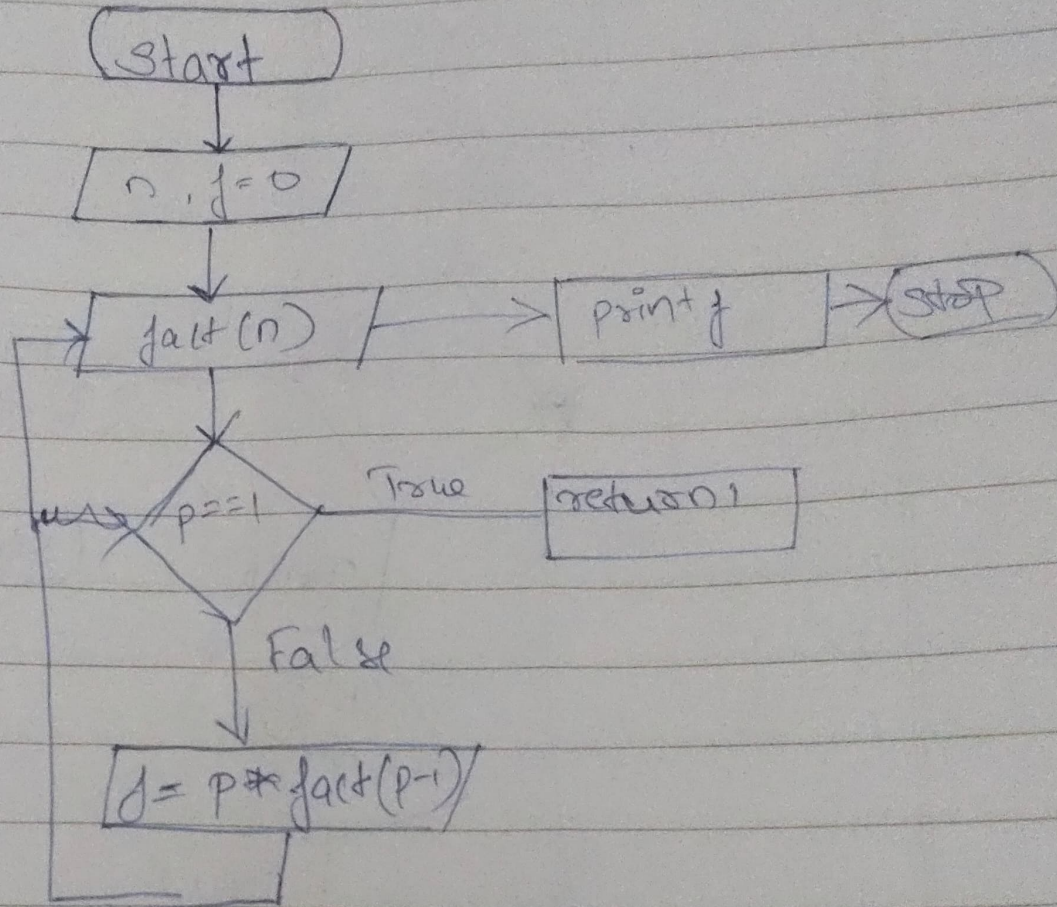 Start
n, f=0
fact(n)
print f
Stop
p==1
True
return 1
False
f= p* fact(p-1)